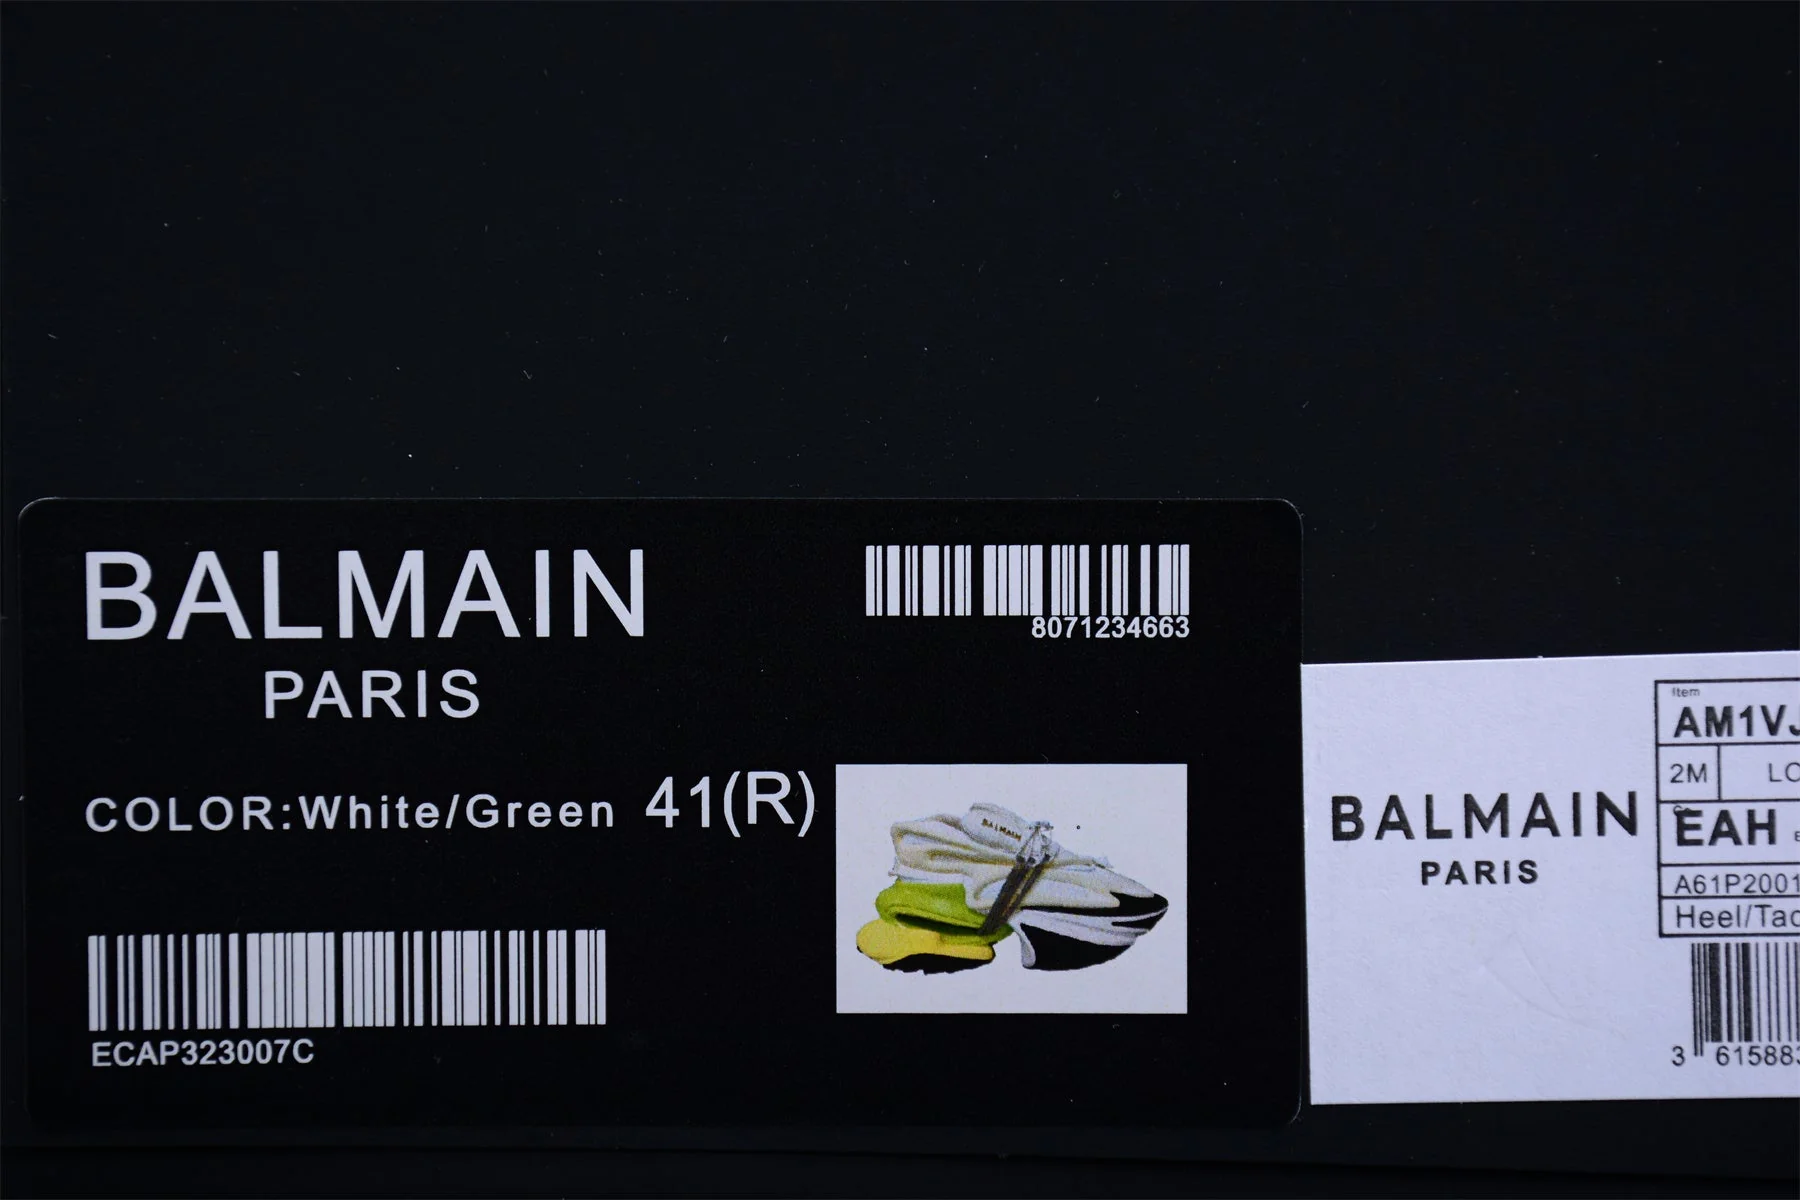 BALMAIN
PARIS
8071234663
COLOR:White/Green 41(R)
BALMAIN
ECAP323007C
BALMAIN
PARIS
Item
AM1VJ
2M LO
EAH
A61P2001
Heel/Tac
3 615883